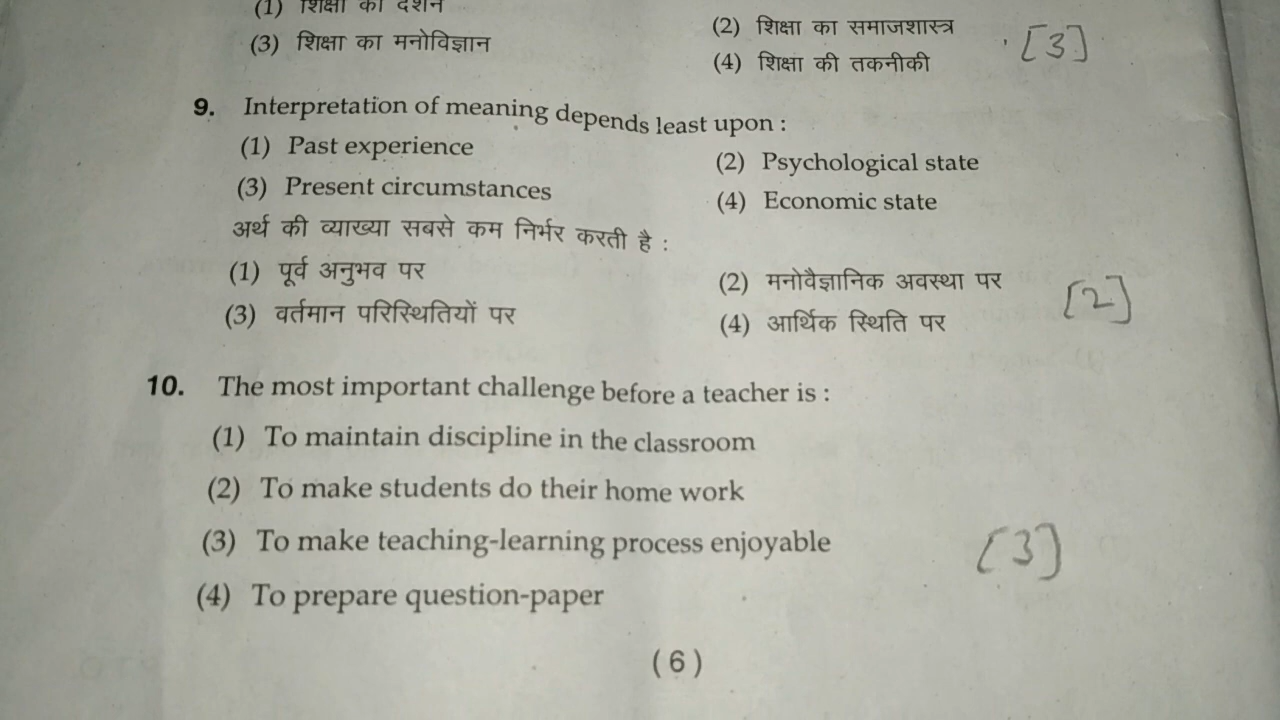 (1) शिक्षा का दर्शन
(2) शिक्षा का समाजशास्त्र
(3) शिक्षा का मनोविज्ञान
(4) शिक्षा की तकनीकी
[3]
9. Interpretation of meaning depends least upon :
(1) Past experience
(2) Psychological state
(3) Present circumstances
(4) Economic state
अर्थ की व्याख्या सबसे कम निर्भर करती है :
(1) पूर्व अनुभव पर
(2) मनोवैज्ञानिक अवस्था पर
(3) वर्तमान परिस्थितियों पर
(4) आर्थिक स्थिति पर
[2]
10. The most important challenge before a teacher is :
(1) To maintain discipline in the classroom
(2) To make students do their home work
(3) To make teaching-learning process enjoyable
[3]
(4) To prepare question-paper
(6)